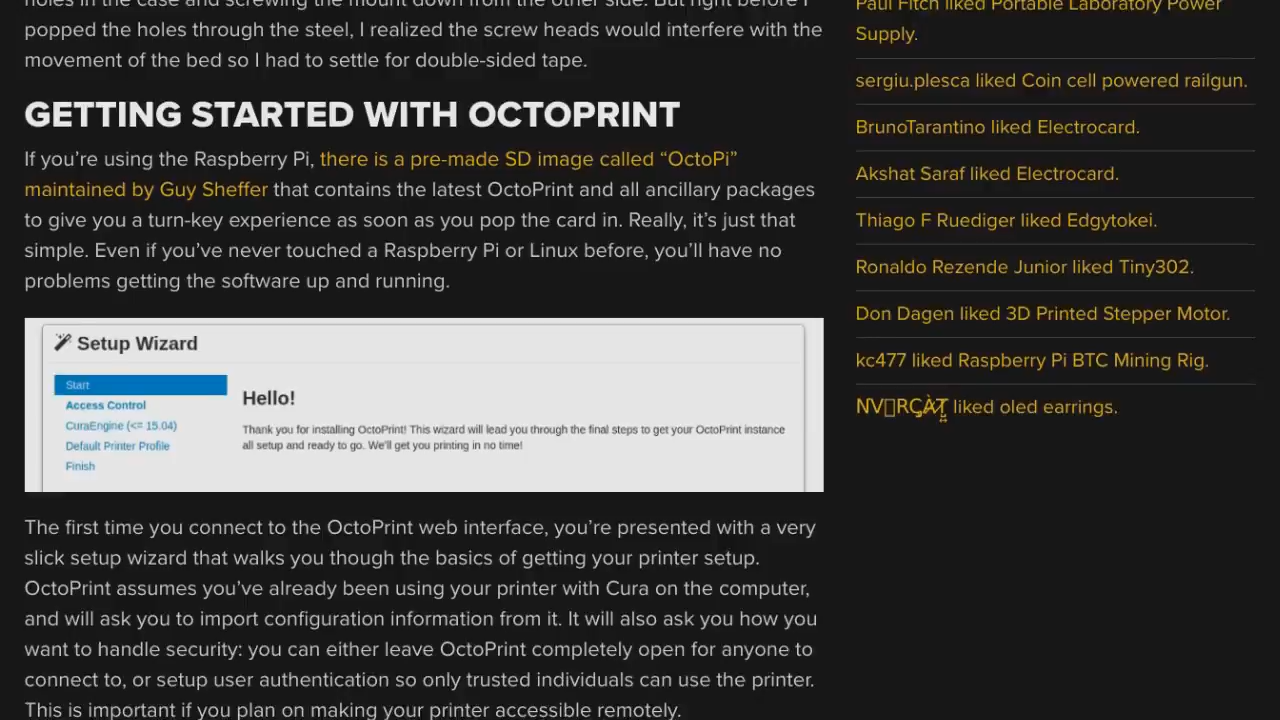 holes in the case and screwing the mount down from the other side. But right before I
popped the holes through the steel, I realized the screw heads would interfere with the
movement of the bed so I had to settle for double-sided tape.
GETTING STARTED WITH OCTOPRINT
If you’re using the Raspberry Pi, there is a pre-made SD image called “OctoPi”
maintained by Guy Sheffer that contains the latest OctoPrint and all ancillary packages
to give you a turn-key experience as soon as you pop the card in. Really, it’s just that
simple. Even if you’ve never touched a Raspberry Pi or Linux before, you’ll have no
problems getting the software up and running.
Setup Wizard
Start
Access Control
CuraEngine (<= 15.04)
Default Printer Profile
Finish
Hello!
Thank you for installing OctoPrint! This wizard will lead you through the final steps to get your OctoPrint instance
all setup and ready to go. We'll get you printing in no time!
The first time you connect to the OctoPrint web interface, you’re presented with a very
slick setup wizard that walks you though the basics of getting your printer setup.
OctoPrint assumes you’ve already been using your printer with Cura on the computer,
and will ask you to import configuration information from it. It will also ask you how you
want to handle security: you can either leave OctoPrint completely open for anyone to
connect to, or setup user authentication so only trusted individuals can use the printer.
This is important if you plan on making your printer accessible remotely.
Paul Fitch liked Portable Laboratory Power
Supply.
sergiu.plesca liked Coin cell powered railgun.
BrunoTarantino liked Electrocard.
Akshat Saraf liked Electrocard.
Thiago F Ruediger liked Edgytokei.
Ronaldo Rezende Junior liked Tiny302.
Don Dagen liked 3D Printed Stepper Motor.
kc477 liked Raspberry Pi BTC Mining Rig.
liked oled earrings.